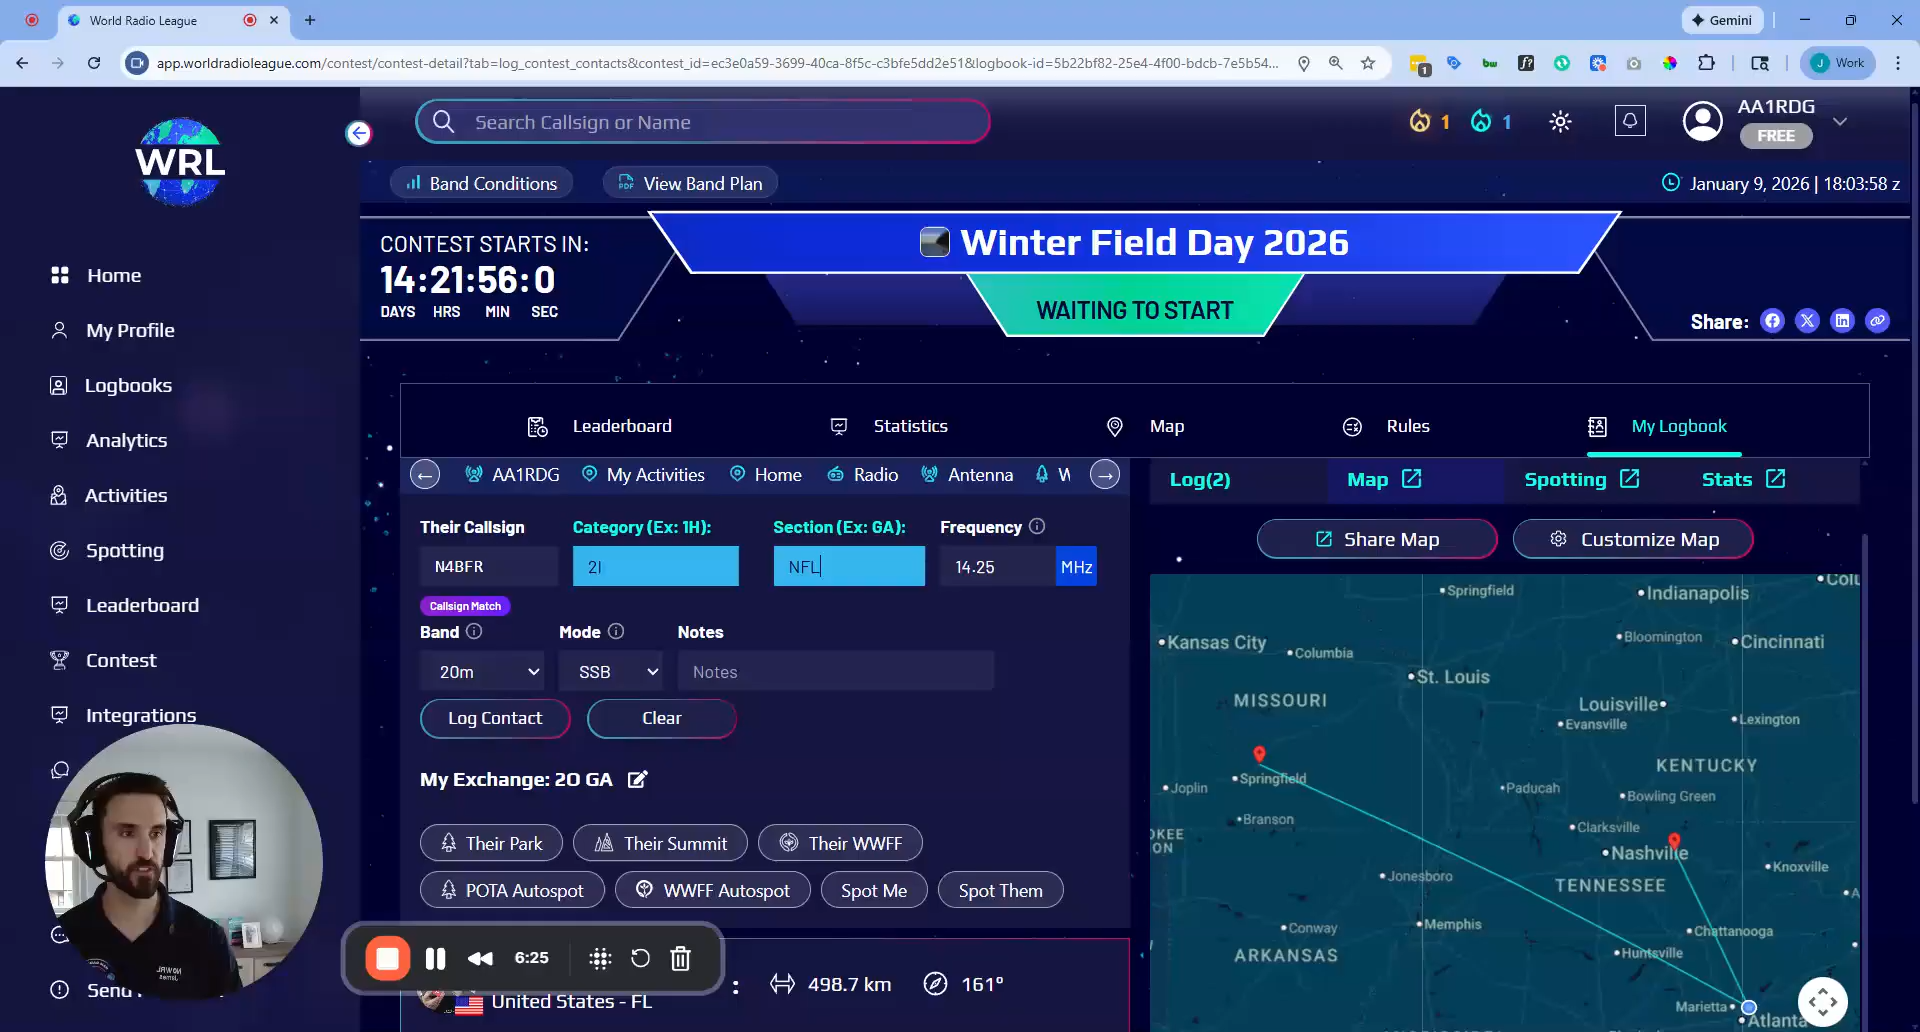 World Radio League
Gemini
app.worldradioleague.com/contest/contest-detail?tab=log_contest_contacts&contest_id=ec3e0a59-3699-40ca-8f5c-c3bfe5dd2e51&logbook-id=5b22bf82-25e4-4f00-bdcb-7e5b54...
1
bw
f?
J Work
WRL
Search Callsign or Name
1 1
AA1RDG
FREE
Band Conditions
View Band Plan
January 9, 2026 | 18:03:58 z
CONTEST STARTS IN:
14:21:56:0
DAYS HRS MIN SEC
Winter Field Day 2026
WAITING TO START
Share:
Home
My Profile
Logbooks
Analytics
Activities
Spotting
Leaderboard
Contest
Integrations
Leaderboard
Statistics
Map
Rules
My Logbook
AA1RDG
My Activities
Home
Radio
Antenna
W
Log(2)
Map
Spotting
Stats
Their Callsign
Category (Ex: 1H):
Section (Ex: GA):
Frequency
N4BFR
2I
NFL
14.25
MHz
Callsign Match
Band
Mode
Notes
20m
SSB
Notes
Log Contact
Clear
My Exchange: 2O GA
Their Park
Their Summit
Their WWFF
POTA Autospot
WWFF Autospot
Spot Me
Spot Them
6:25
: 498.7 km 161°
United States - FL
Share Map
Customize Map
Springfield
Indianapolis
Colu
Kansas City
Columbia
Bloomington
Cincinnati
St. Louis
MISSOURI
Louisville
Evansville
Lexington
Springfield
Joplin
KENTUCKY
Paducah
Bowling Green
Branson
Clarksville
Nashville
Knoxville
Jonesboro
TENNESSEE
Memphis
Conway
ARKANSAS
Chattanooga
Huntsville
Marietta
Atlanta